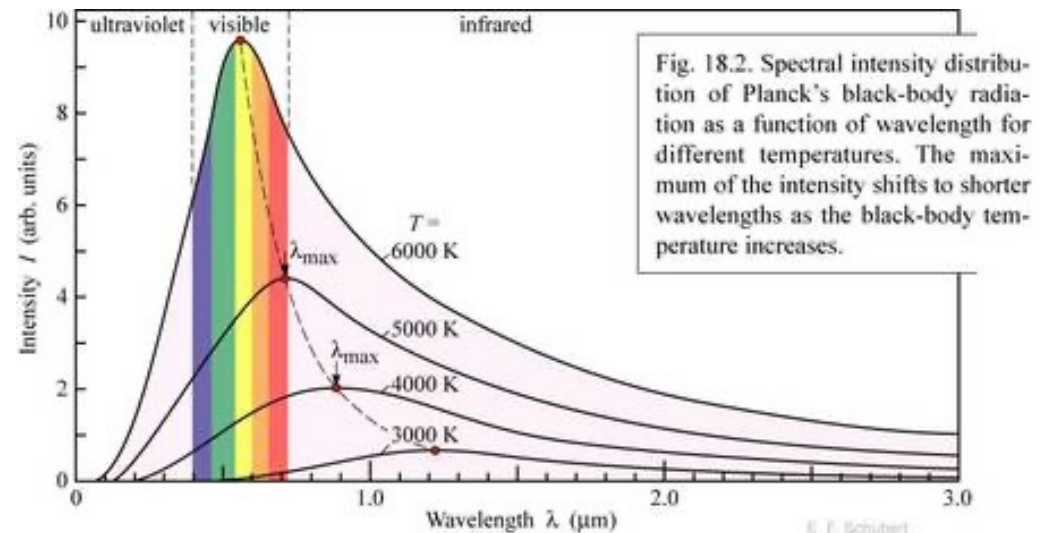 ultraviolet visible infrared
10
8
6
4
2
0
Intensity I (arb. units)
Fig. 18.2. Spectral intensity distribu-
tion of Planck's black-body radia-
tion as a function of wavelength for
different temperatures. The maxi-
mum of the intensity shifts to shorter
wavelengths as the black-body tem-
perature increases.
T =
6000 K
λmax
5000 K
λmax
4000 K
3000 K
0.0 1.0 2.0 3.0
Wavelength λ (μm)
E. F. Schubert